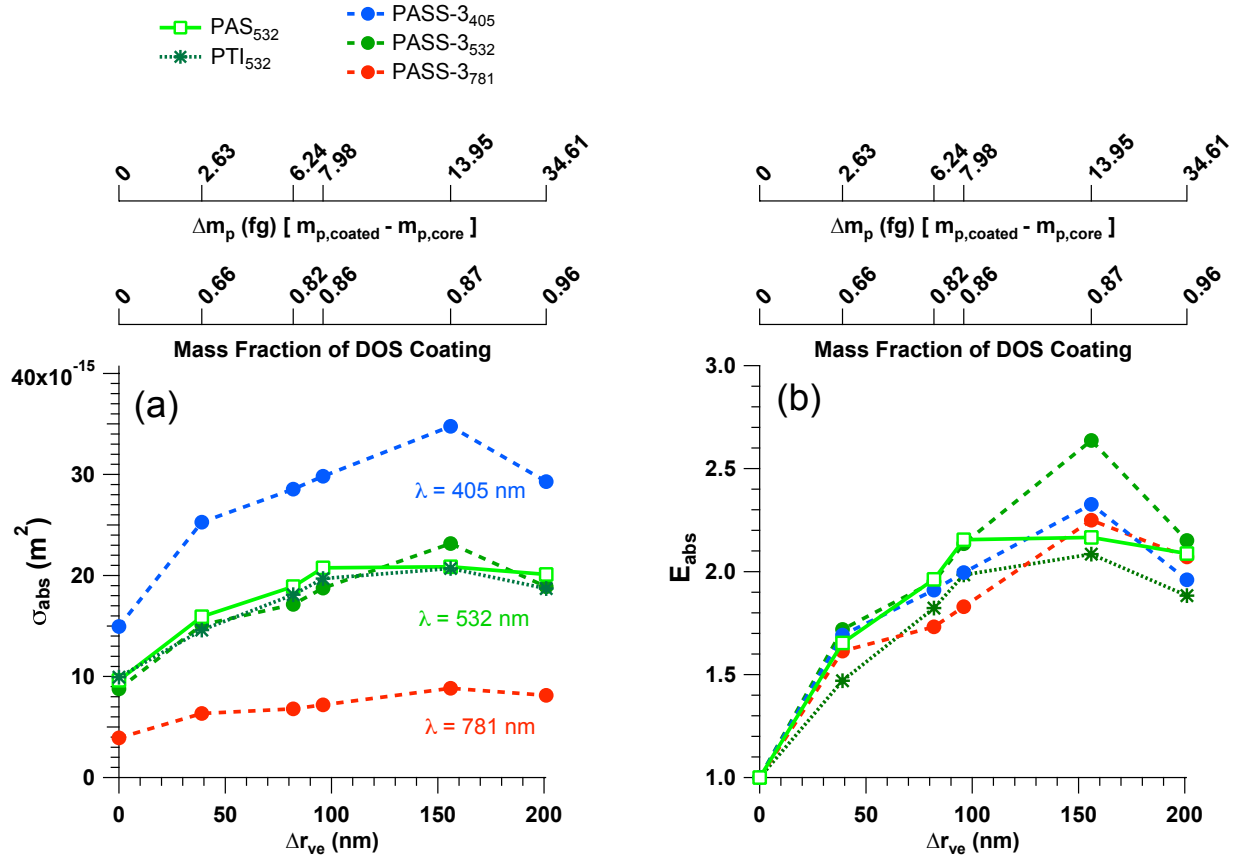 PAS532
PTI532
PASS-3405
PASS-3532
PASS-3781
0 2.63 6.24 7.98 13.95 34.61
Δmp (fg) [ mp,coated - mp,core ]
0 0.66 0.82 0.86 0.87 0.96
Mass Fraction of DOS Coating
(a)
40x10-15
30
20
10
0
σabs (m2)
λ = 405 nm
λ = 532 nm
λ = 781 nm
0 50 100 150 200
Δrve (nm)
0 2.63 6.24 7.98 13.95 34.61
Δmp (fg) [ mp,coated - mp,core ]
0 0.66 0.82 0.86 0.87 0.96
Mass Fraction of DOS Coating
(b)
3.0
2.5
2.0
1.5
1.0
Eabs
0 50 100 150 200
Δrve (nm)